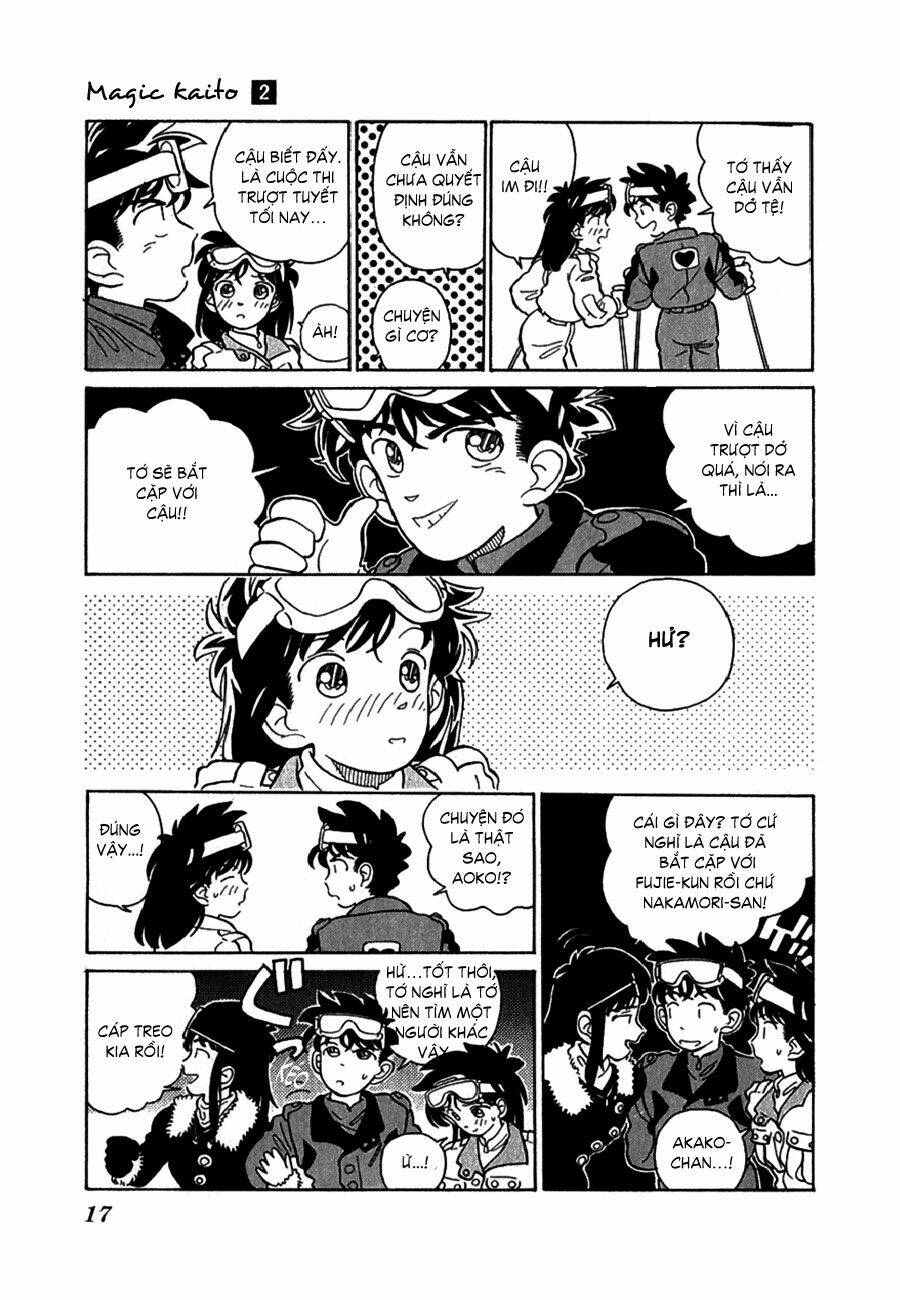 Magic kaito 2
TỚ THẤY
CẬU VẪN
DỞ TỆ!
CẬU
IM ĐI!!
CẬU VẪN
CHƯA QUYẾT
ĐỊNH ĐÚNG
KHÔNG?
CHUYỆN
GÌ CƠ?
CẬU BIẾT ĐẤY.
LÀ CUỘC THI
TRƯỢT TUYẾT
TỐI NAY...
ÀH!
VÌ CẬU
TRƯỢT DỞ
QUÁ, NÓI RA
THÌ LÀ...
TỚ SẼ BẮT
CẶP VỚI
CẬU!!
HỬ?
CHUYỆN ĐÓ
LÀ THẬT
SAO,
AOKO!?
ĐÚNG
VẬY...!
CÁI GÌ ĐÂY? TỚ CỨ
NGHĨ LÀ CẬU ĐÃ
BẮT CẶP VỚI
FUJIE-KUN RỒI CHỨ
NAKAMORI-SAN!
AKAKO-
CHAN...!
HỪ...TỐT THÔI,
TỚ NGHĨ LÀ TỚ
NÊN TÌM MỘT
NGƯỜI KHÁC
VẬY...
Ừ...!
KÉO
CÁP TREO
KIA RỒI!
17